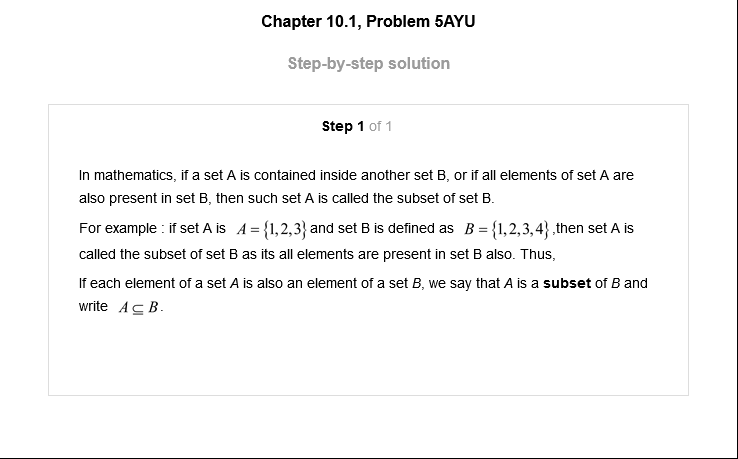 Chapter 10.1, Problem 5AYU
Step-by-step solution
Step 1 of 1
In mathematics, if a set A is contained inside another set B, or if all elements of set A are
also present in set B, then such set A is called the subset of set B.
For example : if set A is A = {1,2,3} and set B is defined as B = {1,2,3,4} ,then set A is
called the subset of set B as its all elements are present in set B also. Thus,
If each element of a set A is also an element of a set B, we say that A is a subset of B and
write A ⊆ B.